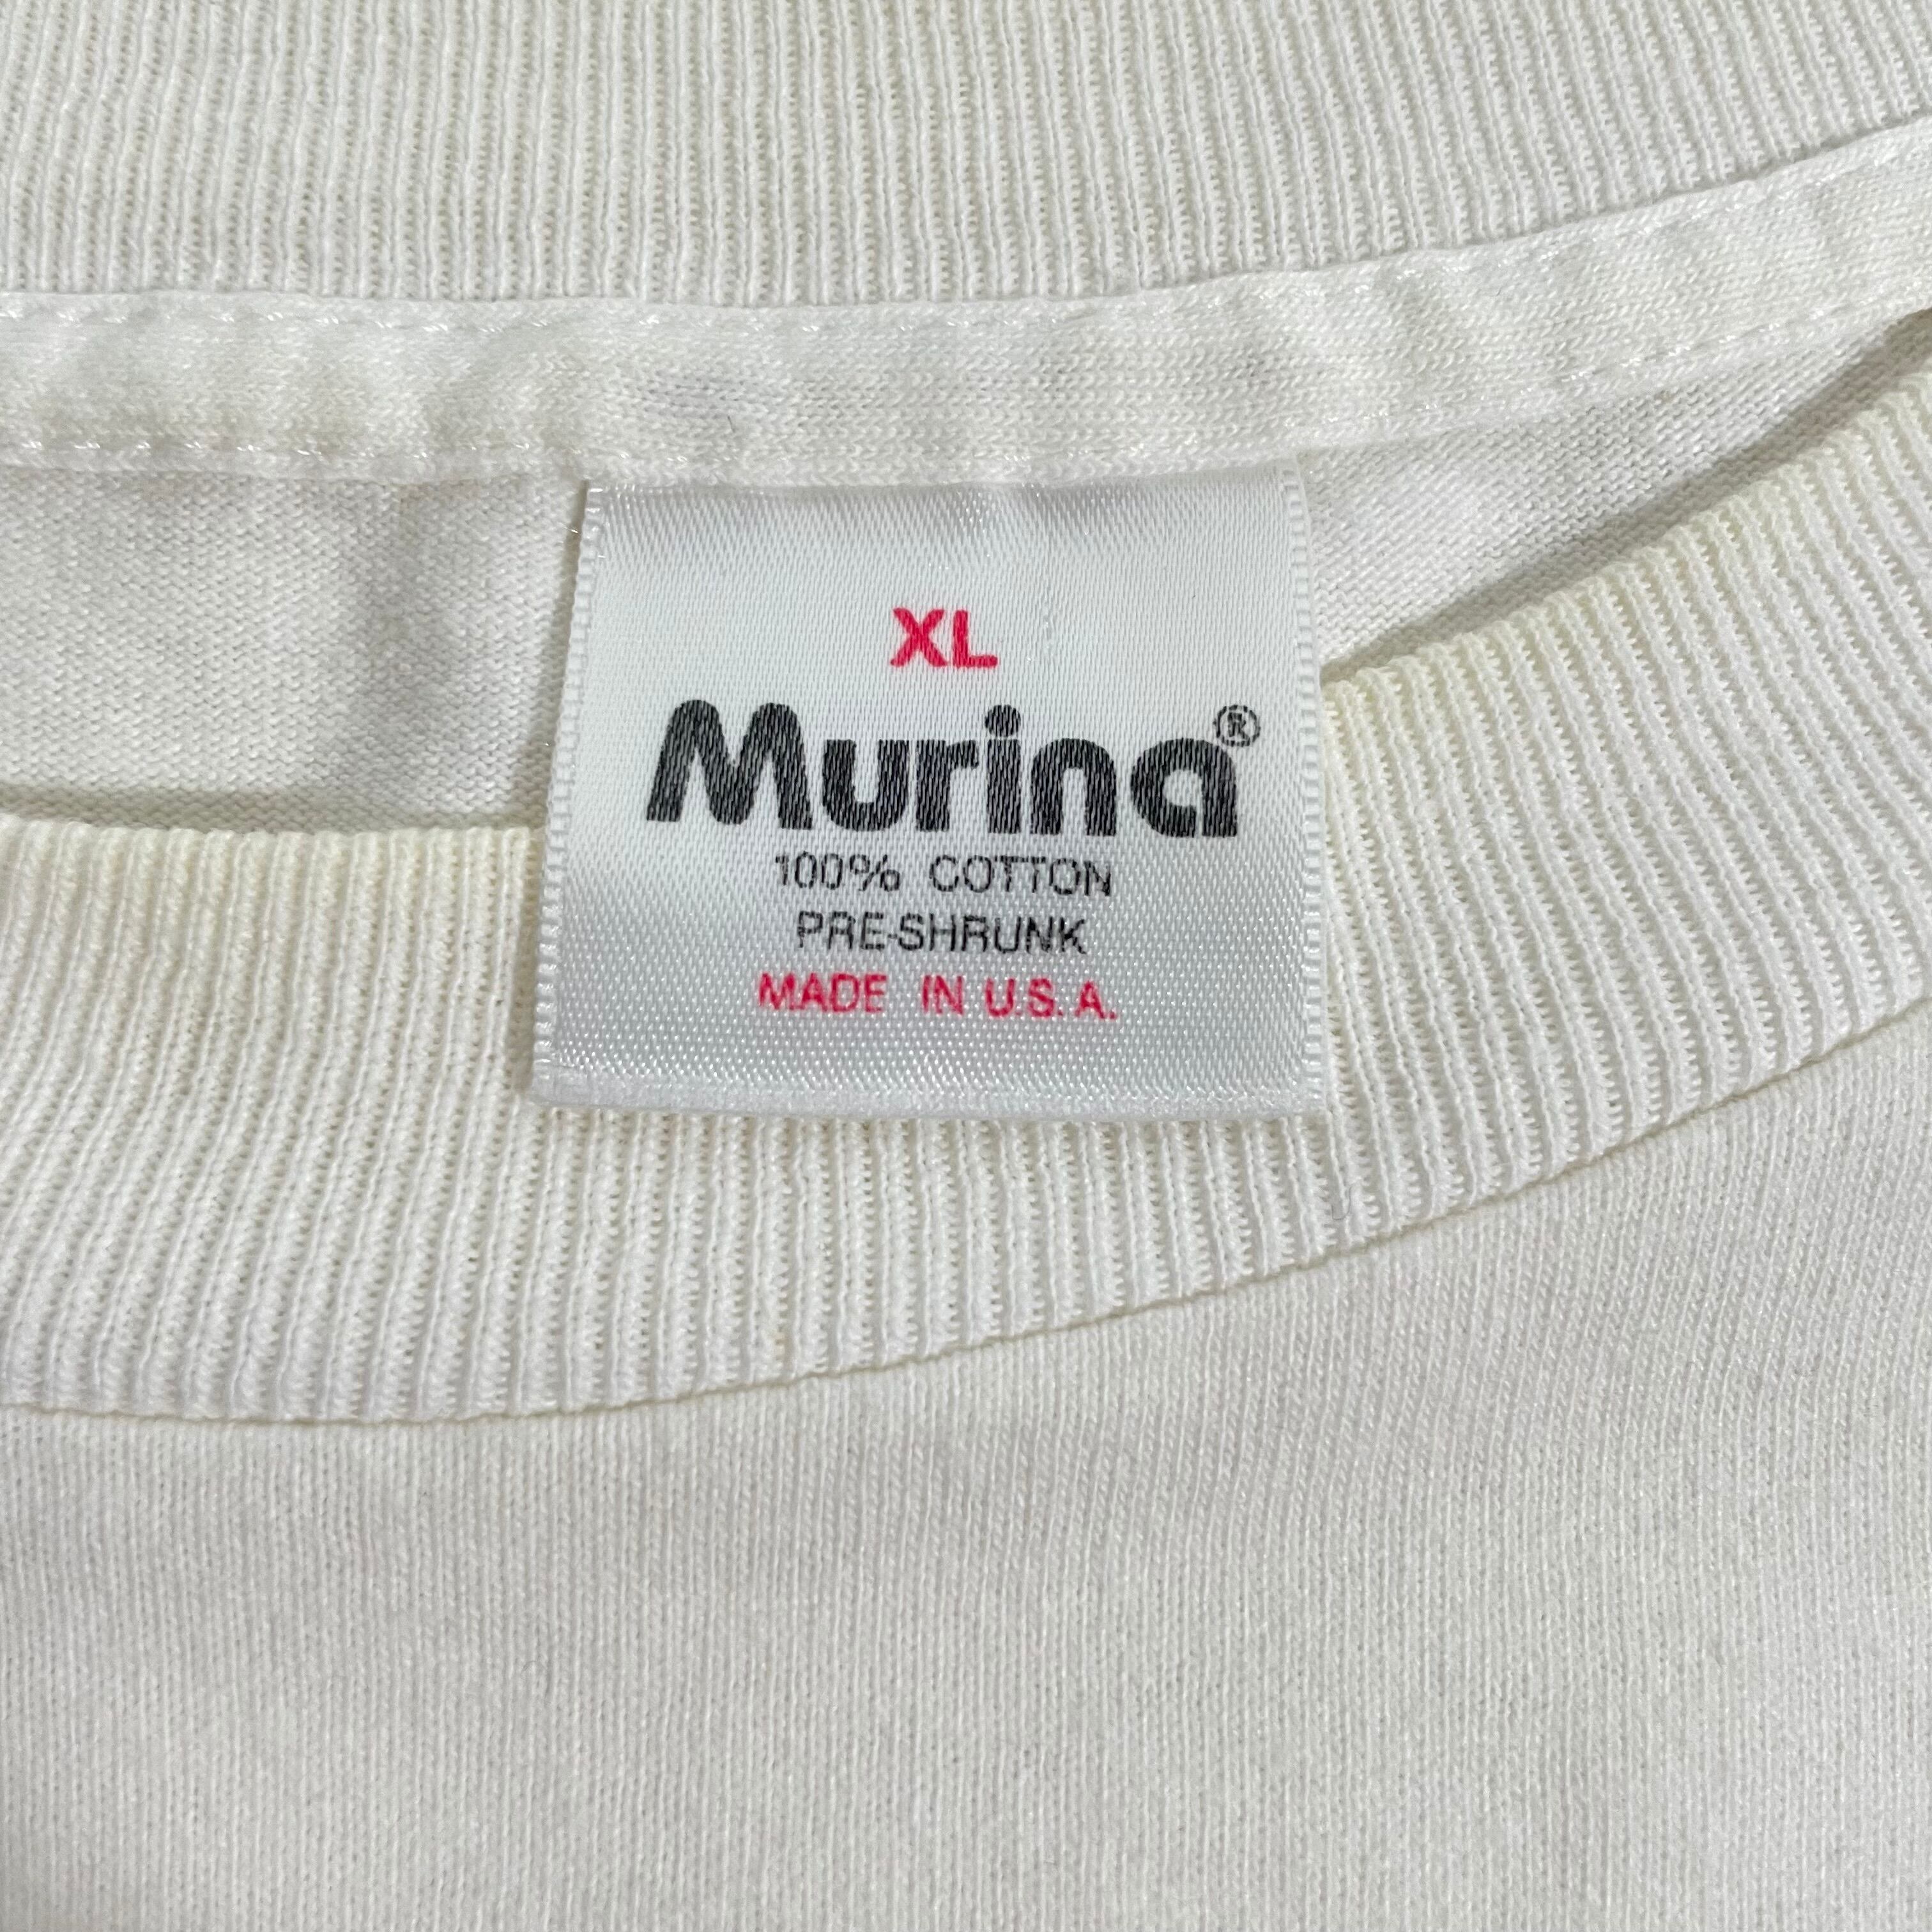 XL
Murina®
100% COTTON
PRE-SHRUNK
MADE IN U.S.A.